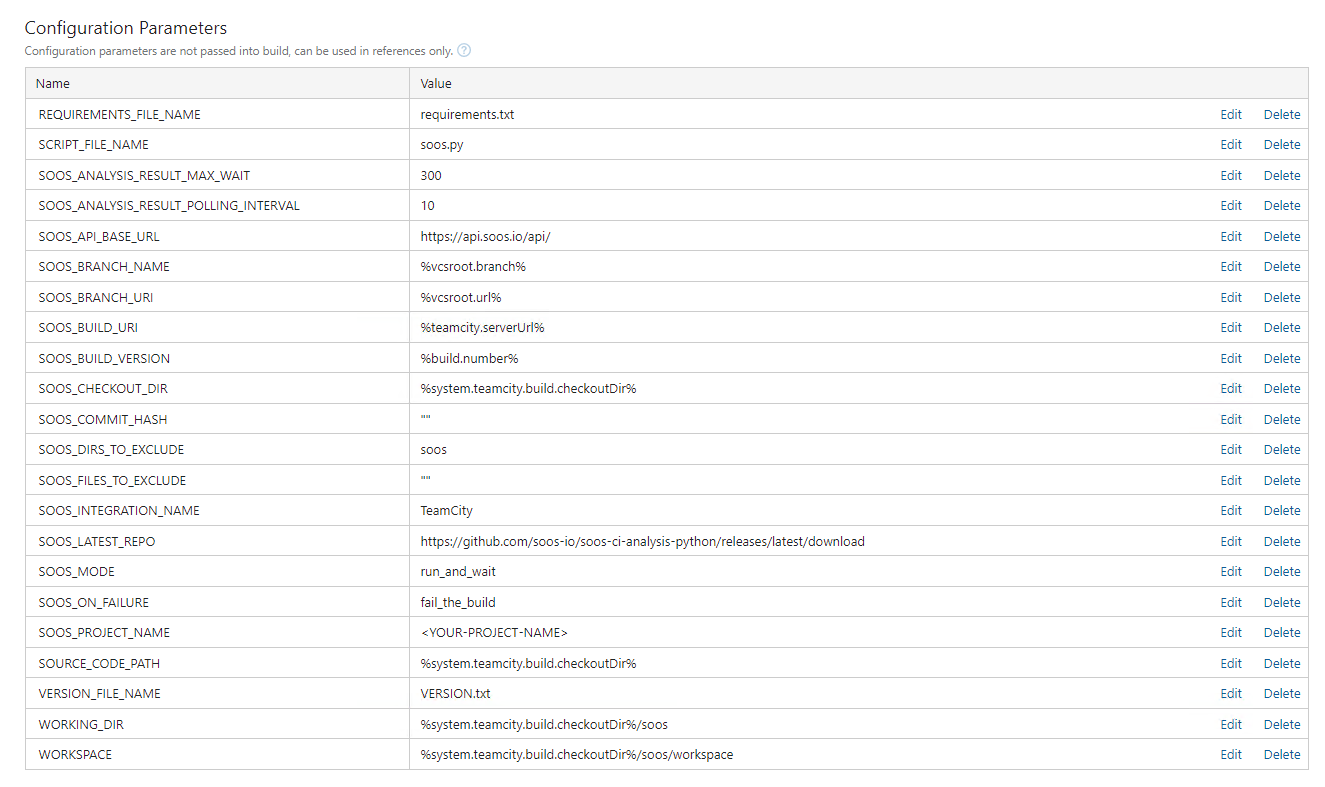 Configuration Parameters
Configuration parameters are not passed into build, can be used in references only. ?
Name Value
REQUIREMENTS_FILE_NAME requirements.txt Edit Delete
SCRIPT_FILE_NAME soos.py Edit Delete
SOOS_ANALYSIS_RESULT_MAX_WAIT 300 Edit Delete
SOOS_ANALYSIS_RESULT_POLLING_INTERVAL 10 Edit Delete
SOOS_API_BASE_URL https://api.soos.io/api/ Edit Delete
SOOS_BRANCH_NAME %vcsroot.branch% Edit Delete
SOOS_BRANCH_URI %vcsroot.url% Edit Delete
SOOS_BUILD_URI %teamcity.serverUrl% Edit Delete
SOOS_BUILD_VERSION %build.number% Edit Delete
SOOS_CHECKOUT_DIR %system.teamcity.build.checkoutDir% Edit Delete
SOOS_COMMIT_HASH "" Edit Delete
SOOS_DIRS_TO_EXCLUDE soos Edit Delete
SOOS_FILES_TO_EXCLUDE "" Edit Delete
SOOS_INTEGRATION_NAME TeamCity Edit Delete
SOOS_LATEST_REPO https://github.com/soos-io/soos-ci-analysis-python/releases/latest/download Edit Delete
SOOS_MODE run_and_wait Edit Delete
SOOS_ON_FAILURE fail_the_build Edit Delete
SOOS_PROJECT_NAME <YOUR-PROJECT-NAME> Edit Delete
SOURCE_CODE_PATH %system.teamcity.build.checkoutDir% Edit Delete
VERSION_FILE_NAME VERSION.txt Edit Delete
WORKING_DIR %system.teamcity.build.checkoutDir%/soos Edit Delete
WORKSPACE %system.teamcity.build.checkoutDir%/soos/workspace Edit Delete